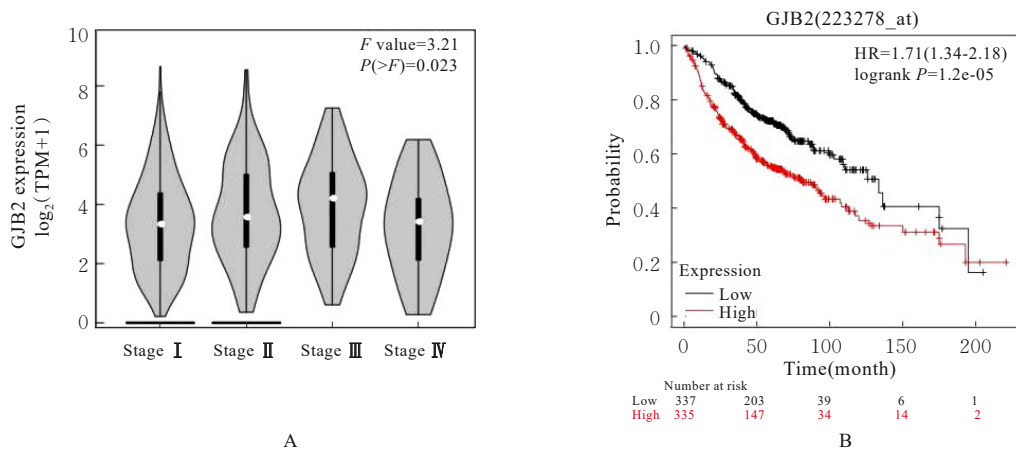 10
8
6
4
2
0
GJB2 expression
log₂(TPM+1)
F value=3.21
P(>F)=0.023
Stage Ⅰ Stage Ⅱ Stage Ⅲ Stage Ⅳ
A
GJB2(223278_at)
HR=1.71(1.34-2.18)
logrank P=1.2e-05
1.0
0.8
0.6
0.4
0.2
0
Probability
Expression
Low
High
0 50 100 150 200
Time(month)
Number at risk
Low 337 203 39 6 1
High 335 147 34 14 2
B